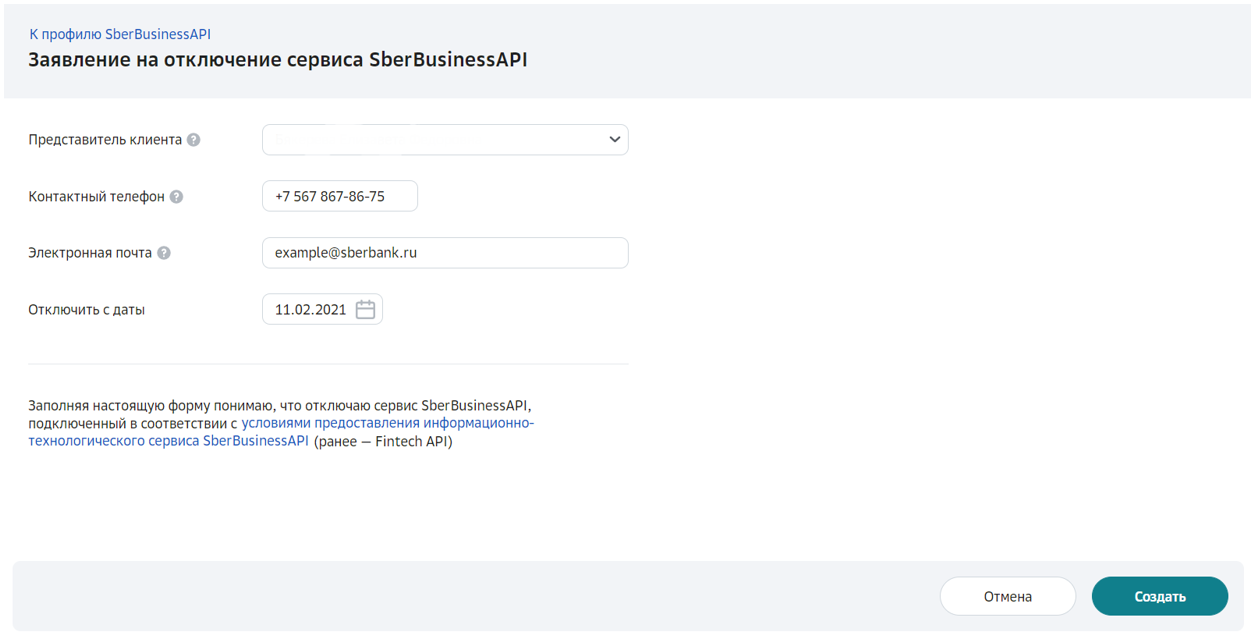 К профилю SberBusinessAPI
Заявление на отключение сервиса SberBusinessAPI
Представитель клиента ?
Контактный телефон ?
+7 567 867-86-75
Электронная почта ?
example@sberbank.ru
Отключить с даты
11.02.2021
Заполняя настоящую форму понимаю, что отключаю сервис SberBusinessAPI,
подключенный в соответствии с условиями предоставления информационно-
технологического сервиса SberBusinessAPI (ранее — Fintech API)
Отмена
Создать